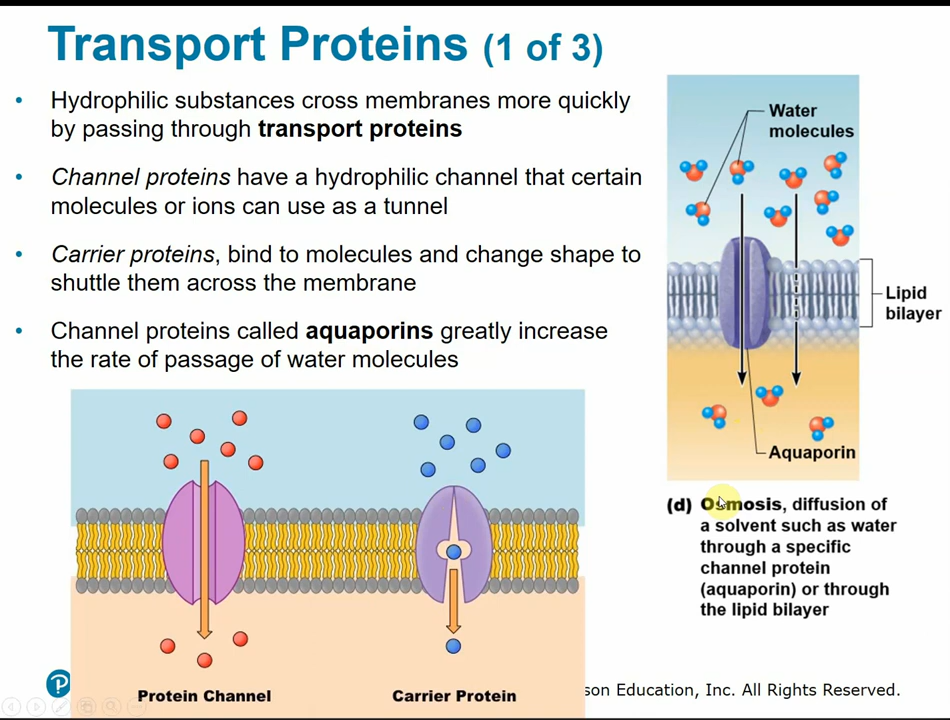 Transport Proteins (1 of 3)
• Hydrophilic substances cross membranes more quickly
by passing through transport proteins
• Channel proteins have a hydrophilic channel that certain
molecules or ions can use as a tunnel
• Carrier proteins, bind to molecules and change shape to
shuttle them across the membrane
• Channel proteins called aquaporins greatly increase
the rate of passage of water molecules
Water
molecules
Lipid
bilayer
Aquaporin
(d) Osmosis, diffusion of
a solvent such as water
through a specific
channel protein
(aquaporin) or through
the lipid bilayer
Protein Channel
Carrier Protein
P
son Education, Inc. All Rights Reserved.